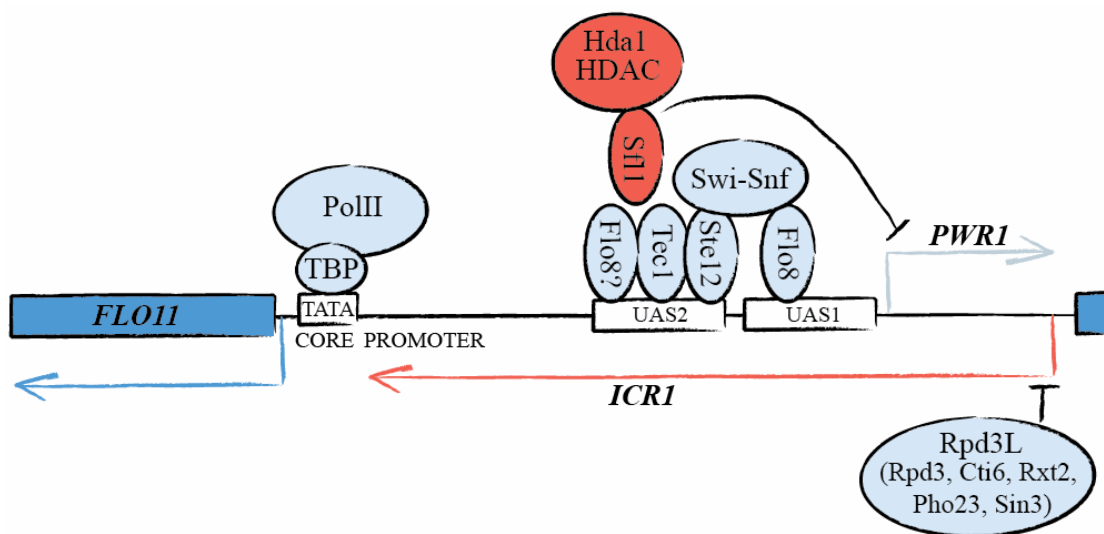 Hda1
HDAC
Sfl1
Swi-Snf
PolII
TBP
Flo8?
Tec1
Ste12
Flo8
PWR1
FLO11
TATA
UAS2
UAS1
CORE PROMOTER
ICR1
Rpd3L
(Rpd3, Cti6, Rxt2,
Pho23, Sin3)